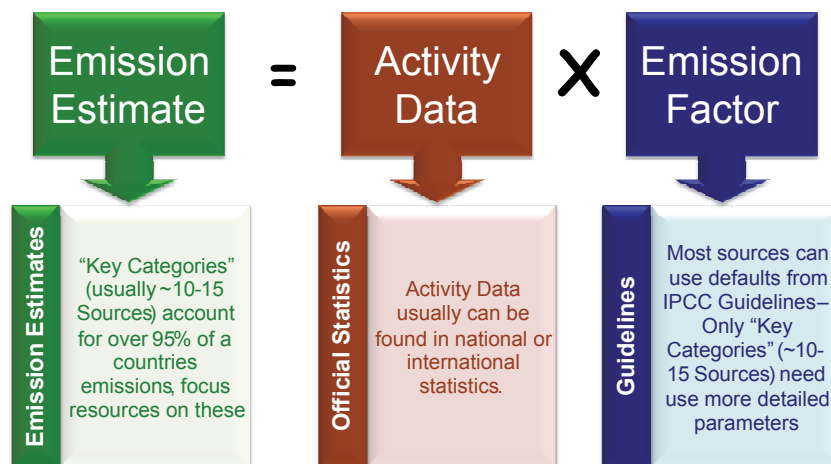 Emission
Estimate
=
Activity
Data
X
Emission
Factor
Emission Estimates
“Key Categories”
(usually ~10-15
Sources) account
for over 95% of a
countries
emissions, focus
resources on these
Official Statistics
Activity Data
usually can be
found in national or
international
statistics.
Guidelines
Most sources can
use defaults from
IPCC Guidelines–
Only “Key
Categories” (~10-
15 Sources) need
use more detailed
parameters